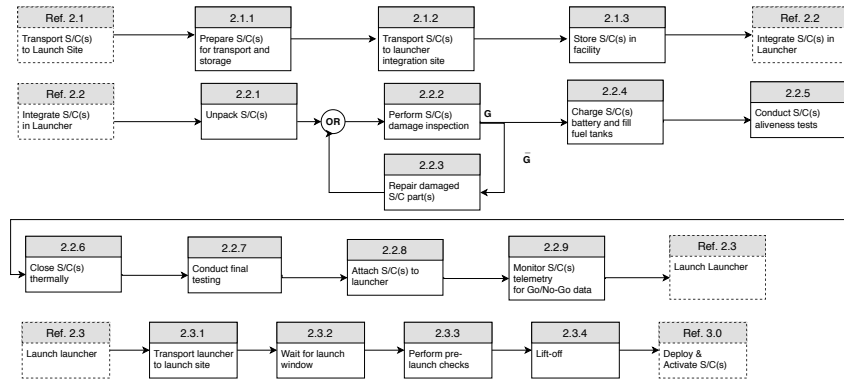 Ref. 2.1
Transport S/C(s)
to Launch Site
2.1.1
Prepare S/C(s)
for transport and
storage
2.1.2
Transport S/C(s)
to launcher
integration site
2.1.3
Store S/C(s) in
facility
Ref. 2.2
Integrate S/C(s) in
Launcher
Ref. 2.2
Integrate S/C(s)
in Launcher
2.2.1
Unpack S/C(s)
OR
2.2.2
Perform S/C(s)
damage inspection
G
G̅
2.2.3
Repair damaged
S/C part(s)
2.2.4
Charge S/C(s)
battery and fill
fuel tanks
2.2.5
Conduct S/C(s)
aliveness tests
2.2.6
Close S/C(s)
thermally
2.2.7
Conduct final
testing
2.2.8
Attach S/C(s) to
launcher
2.2.9
Monitor S/C(s)
telemetry
for Go/No-Go data
Ref. 2.3
Launch Launcher
Ref. 2.3
Launch launcher
2.3.1
Transport launcher
to launch site
2.3.2
Wait for launch
window
2.3.3
Perform pre-
launch checks
2.3.4
Lift-off
Ref. 3.0
Deploy &
Activate S/C(s)